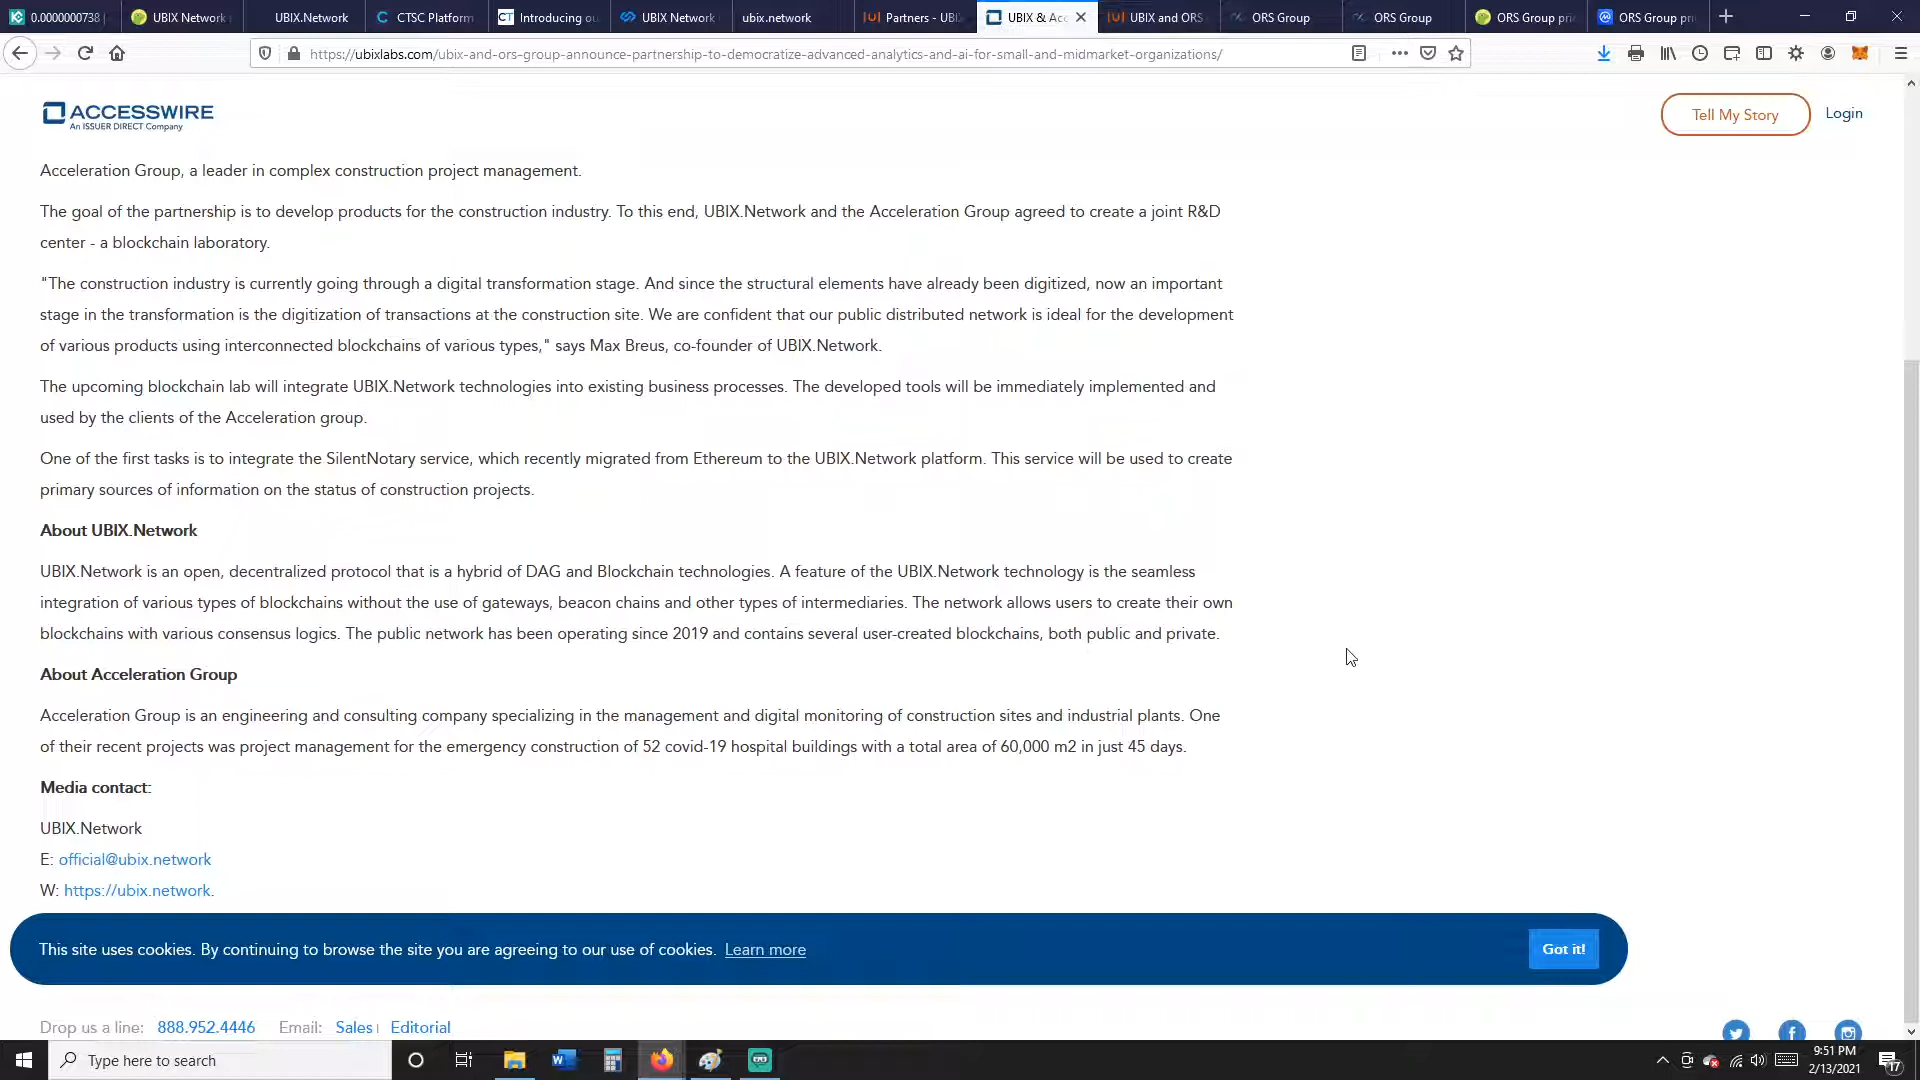 0.0000000738
UBIX Network
UBIX.Network
CTSC Platform
Introducing ou
UBIX Network
ubix.network
Partners - UBI
UBIX & Acc
UBIX and ORS
ORS Group
ORS Group
ORS Group pri
ORS Group pri
https://ubixlabs.com/ubix-and-ors-group-announce-partnership-to-democratize-advanced-analytics-and-ai-for-small-and-midmarket-organizations/
ACCESSWIRE
An ISSUER DIRECT Company
Tell My Story
Login
Acceleration Group, a leader in complex construction project management.
The goal of the partnership is to develop products for the construction industry. To this end, UBIX.Network and the Acceleration Group agreed to create a joint R&D
center - a blockchain laboratory.
"The construction industry is currently going through a digital transformation stage. And since the structural elements have already been digitized, now an important
stage in the transformation is the digitization of transactions at the construction site. We are confident that our public distributed network is ideal for the development
of various products using interconnected blockchains of various types," says Max Breus, co-founder of UBIX.Network.
The upcoming blockchain lab will integrate UBIX.Network technologies into existing business processes. The developed tools will be immediately implemented and
used by the clients of the Acceleration group.
One of the first tasks is to integrate the SilentNotary service, which recently migrated from Ethereum to the UBIX.Network platform. This service will be used to create
primary sources of information on the status of construction projects.
About UBIX.Network
UBIX.Network is an open, decentralized protocol that is a hybrid of DAG and Blockchain technologies. A feature of the UBIX.Network technology is the seamless
integration of various types of blockchains without the use of gateways, beacon chains and other types of intermediaries. The network allows users to create their own
blockchains with various consensus logics. The public network has been operating since 2019 and contains several user-created blockchains, both public and private.
About Acceleration Group
Acceleration Group is an engineering and consulting company specializing in the management and digital monitoring of construction sites and industrial plants. One
of their recent projects was project management for the emergency construction of 52 covid-19 hospital buildings with a total area of 60,000 m2 in just 45 days.
Media contact:
UBIX.Network
E: official@ubix.network
W: https://ubix.network.
This site uses cookies. By continuing to browse the site you are agreeing to our use of cookies. Learn more
Got it!
Drop us a line: 888.952.4446 Email: Sales | Editorial
Type here to search
9:51 PM
2/13/2021
17